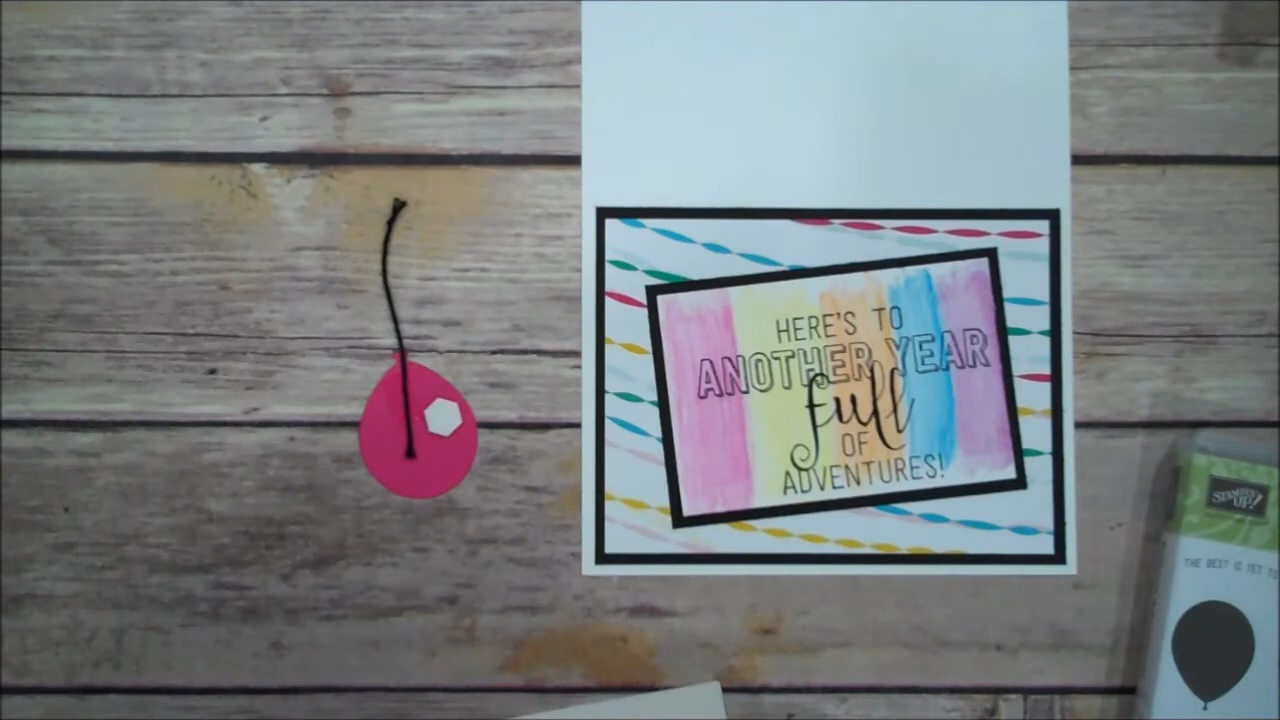 HERE'S TO
ANOTHER YEAR
full
OF
ADVENTURES!
STAMPIN' UP!
THE BEST IS YET TO